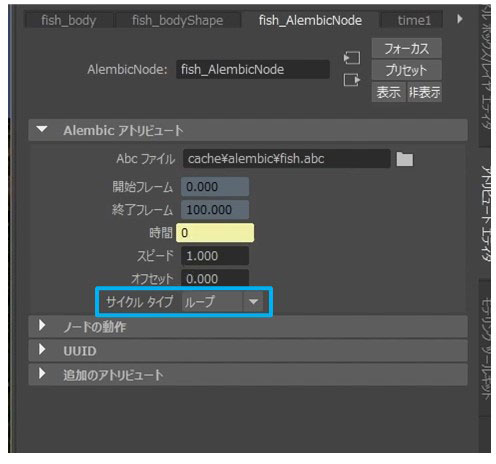 fish_body fish_bodyShape fish_AlembicNode time1
フォーカス
AlembicNode: fish_AlembicNode
プリセット
表示 非表示
Alembic アトリビュート
Abc ファイル cache¥alembic¥fish.abc
開始フレーム 0.000
終了フレーム 100.000
時間 0
スピード 1.000
オフセット 0.000
サイクル タイプ ループ
ノードの動作
UUID
追加のアトリビュート
アトリビュート エディタ
モデリング ツールキット